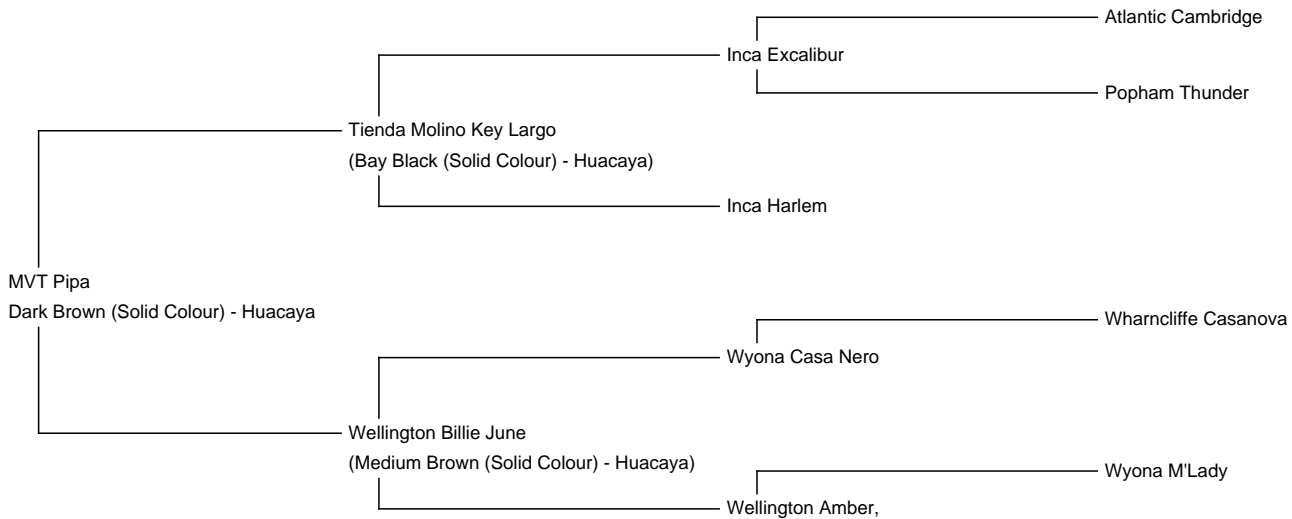 Atlantic Cambridge
Inca Excalibur
Popham Thunder
Tienda Molino Key Largo
(Bay Black (Solid Colour) - Huacaya)
Inca Harlem
MVT Pipa
Dark Brown (Solid Colour) - Huacaya
Wharncliffe Casanova
Wyona Casa Nero
Wellington Billie June
(Medium Brown (Solid Colour) - Huacaya)
Wyona M'Lady
Wellington Amber,